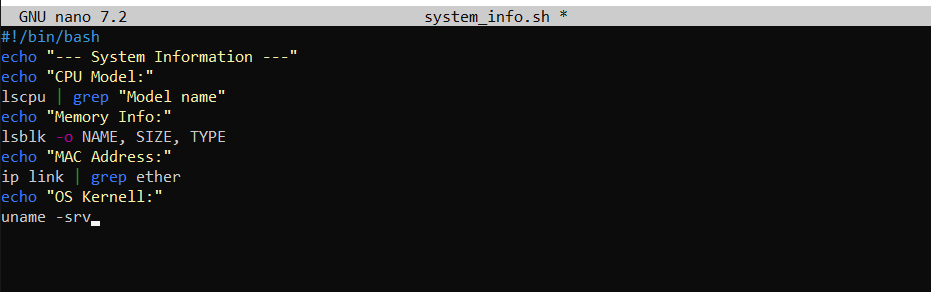 GNU nano 7.2 system_info.sh *
#!/bin/bash
echo "--- System Information ---"
echo "CPU Model:"
lscpu | grep "Model name"
echo "Memory Info:"
lsblk -o NAME, SIZE, TYPE
echo "MAC Address:"
ip link | grep ether
echo "OS Kernell:"
uname -srv